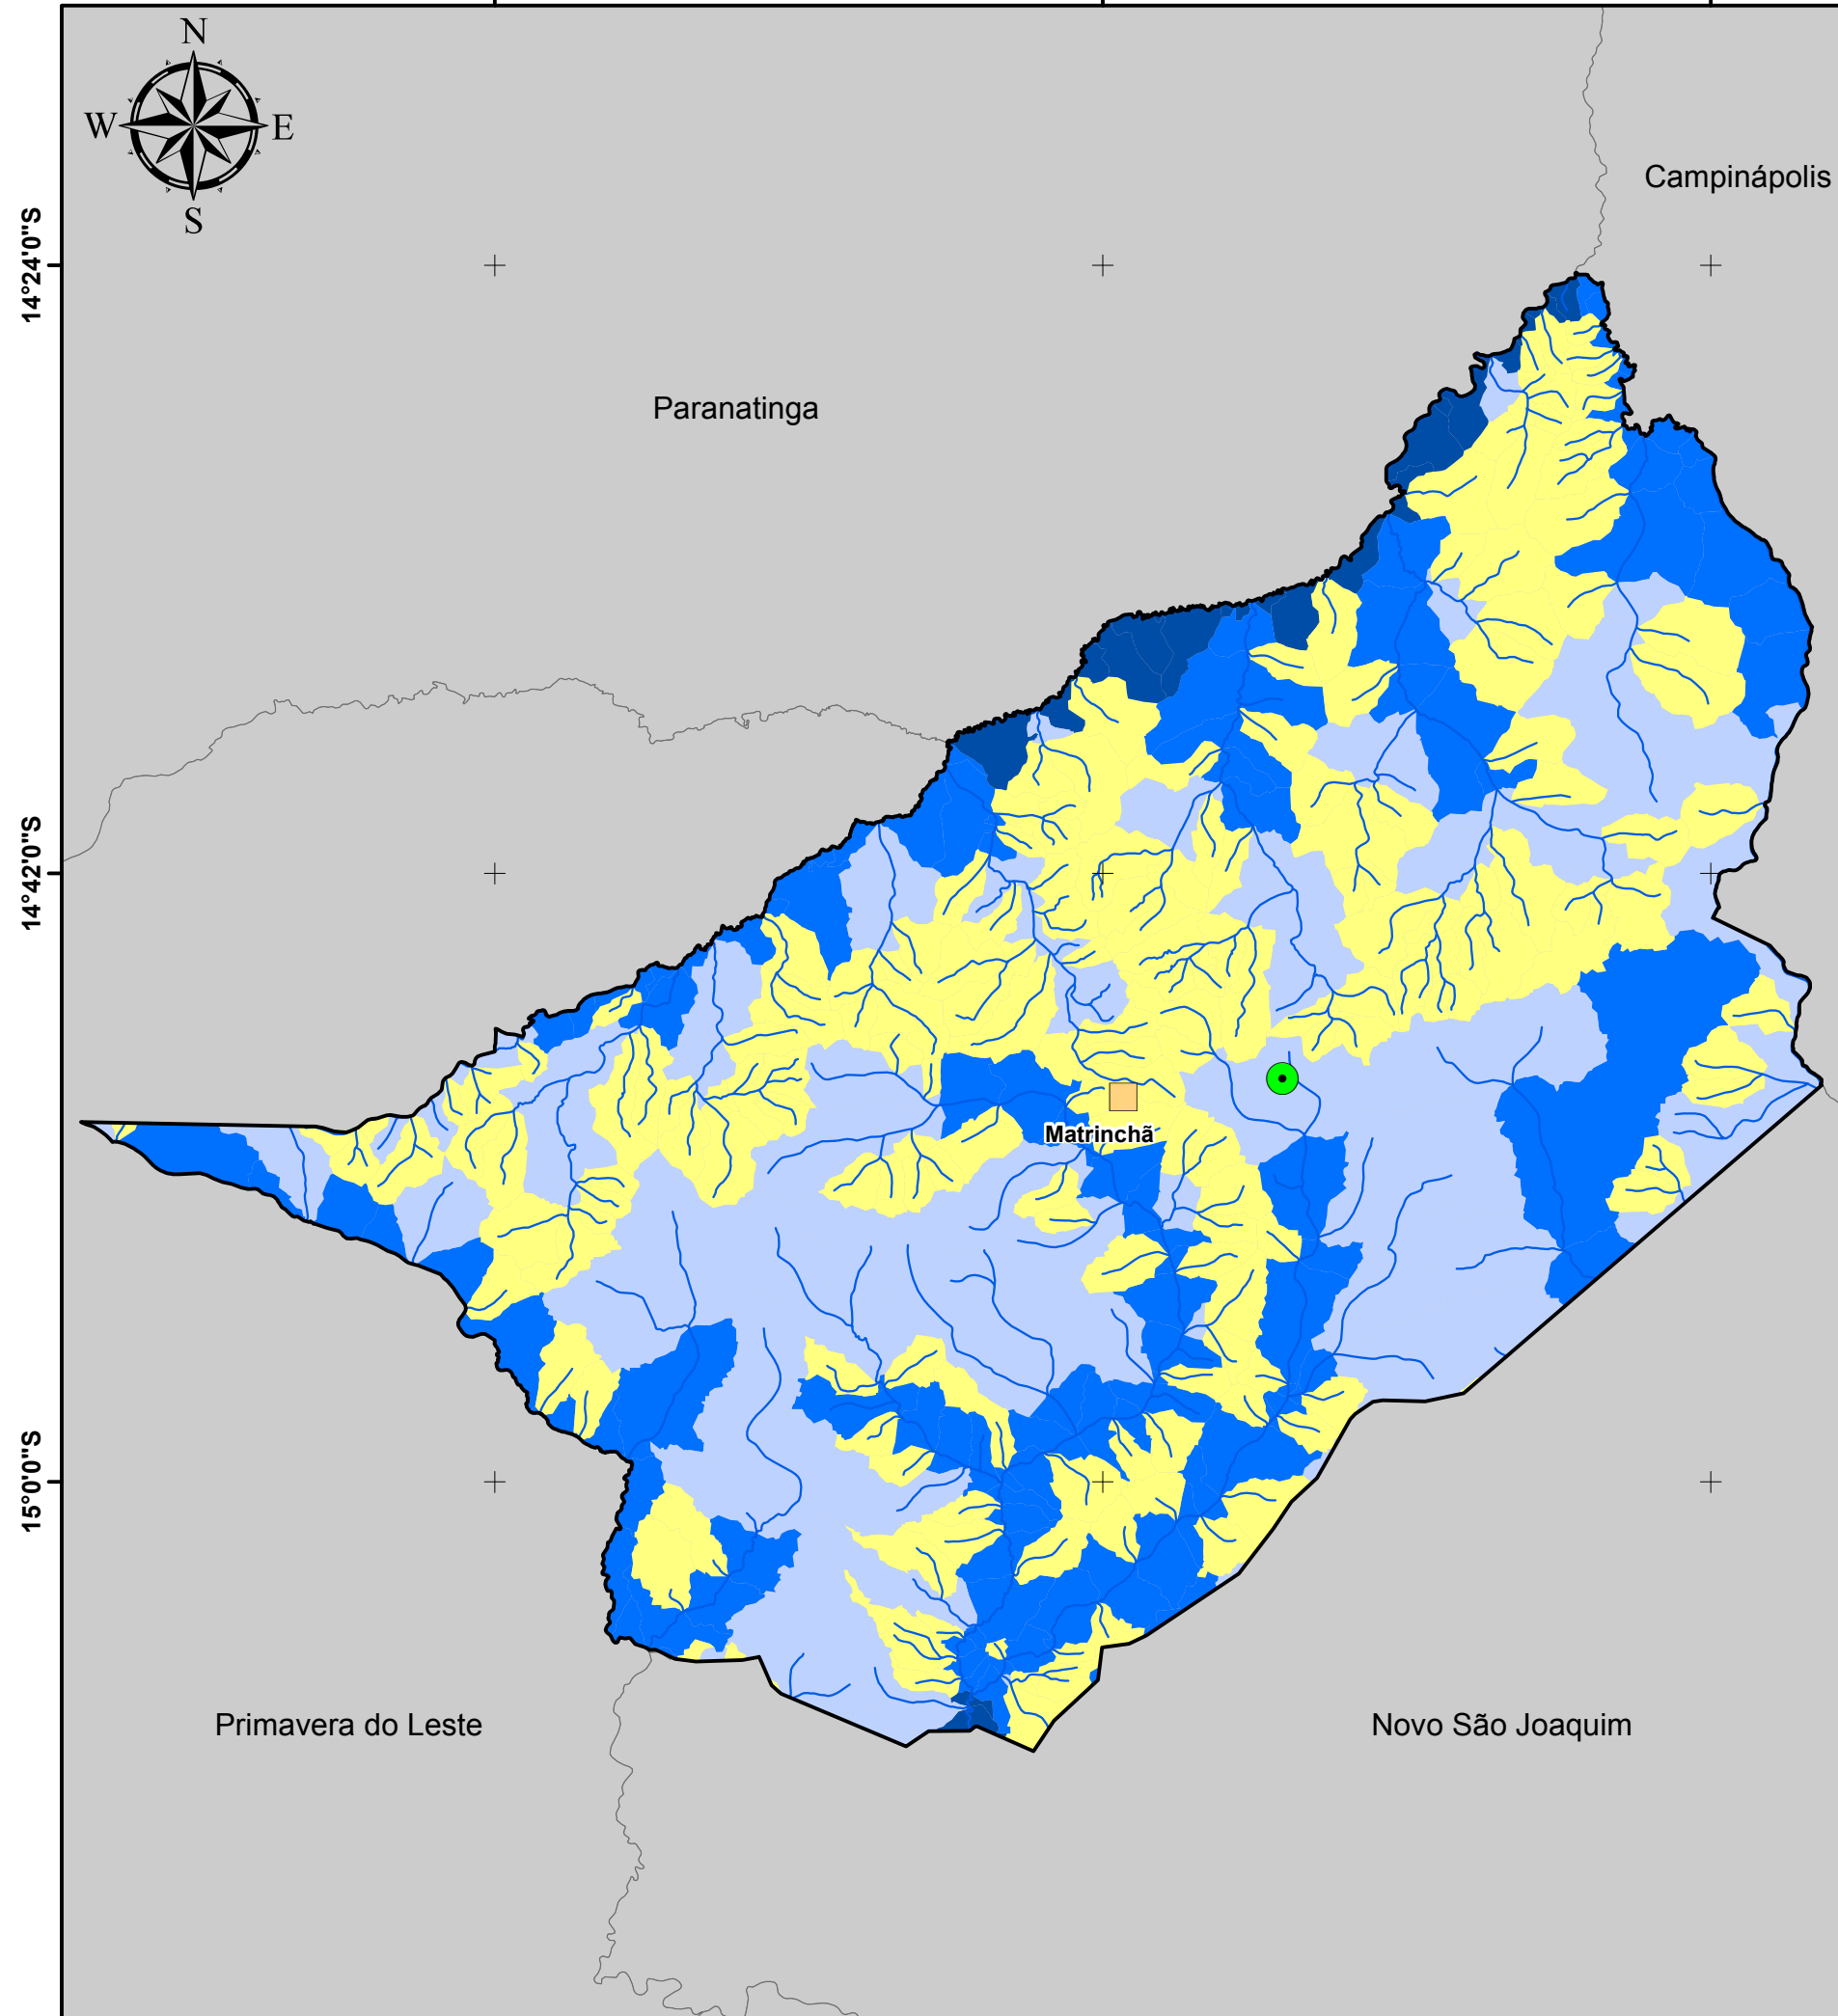 N
W E
S
Campinápolis
14°24'0"S
Paranatinga
14°42'0"S
Matrinchã
15°0'0"S
Primavera do Leste
Novo São Joaquim